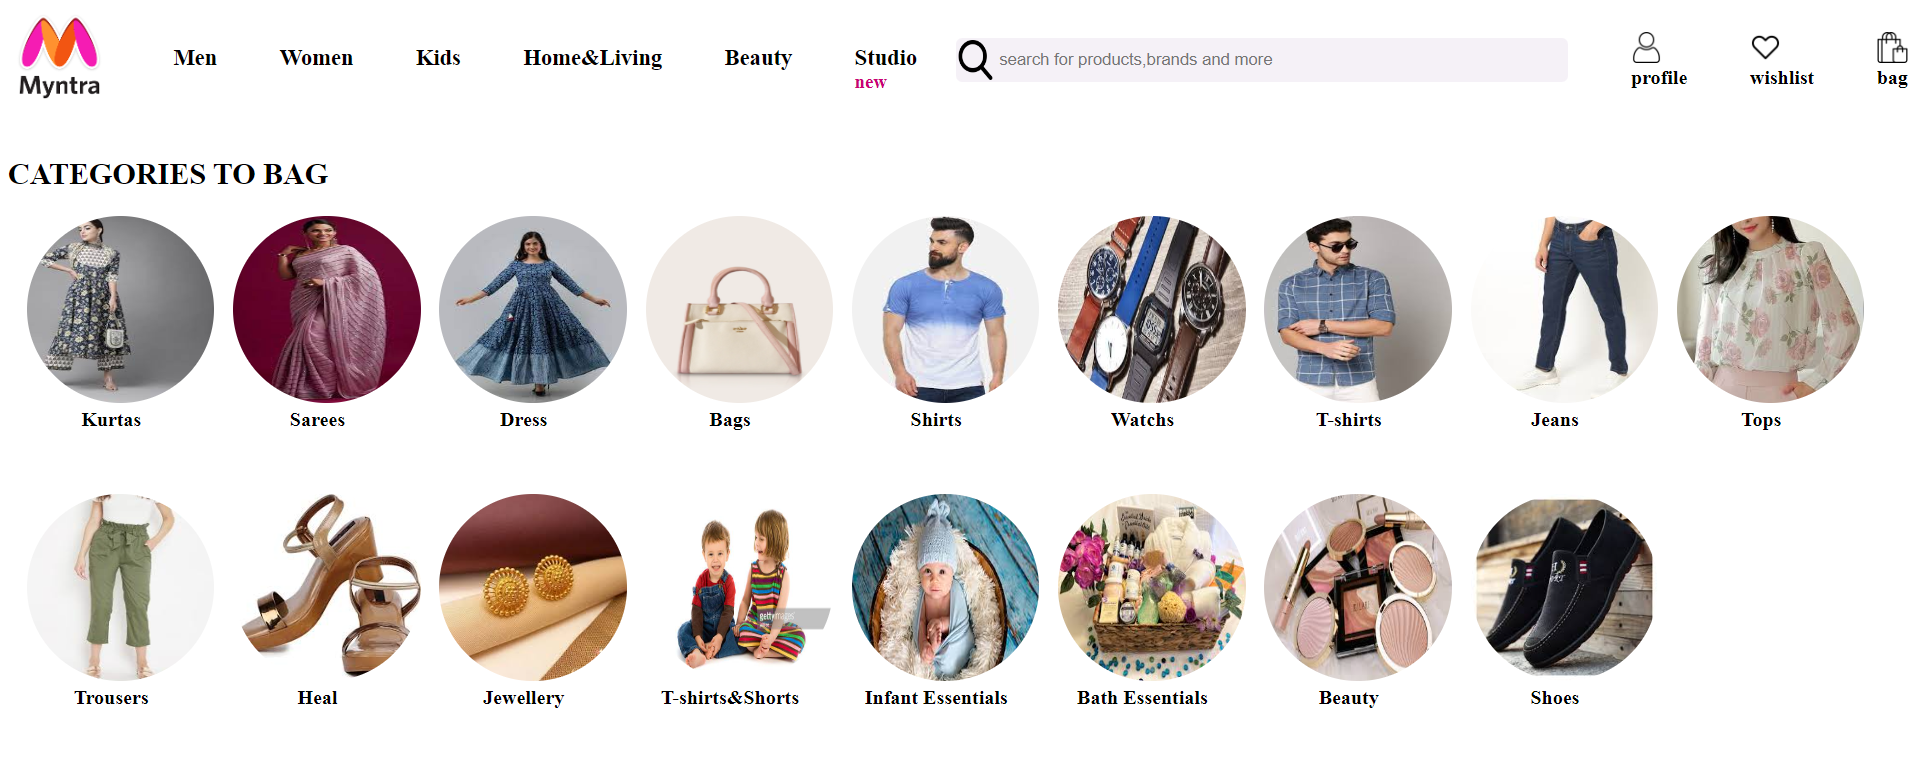 Myntra
Men
Women
Kids
Home&Living
Beauty
Studio
new
search for products,brands and more
profile
wishlist
bag
CATEGORIES TO BAG
Kurtas
Sarees
Dress
Bags
Shirts
Watchs
T-shirts
Jeans
Tops
gettyimages
Trousers
Heal
Jewellery
T-shirts&Shorts
Infant Essentials
Bath Essentials
Beauty
Shoes